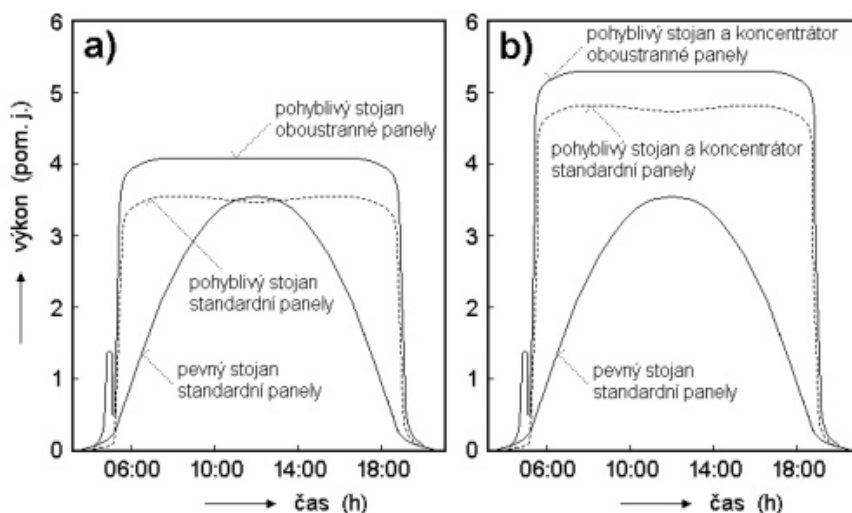 a)
výkon (pom. j.)
6
5
4
3
2
1
0
pohyblivý stojan
oboustranné panely
pohyblivý stojan
standardní panely
pevný stojan
standardní panely
06:00 10:00 14:00 18:00
čas (h)
b)
6
5
4
3
2
1
0
pohyblivý stojan a koncentrátor
oboustranné panely
pohyblivý stojan a koncentrátor
standardní panely
pevný stojan
standardní panely
06:00 10:00 14:00 18:00
čas (h)